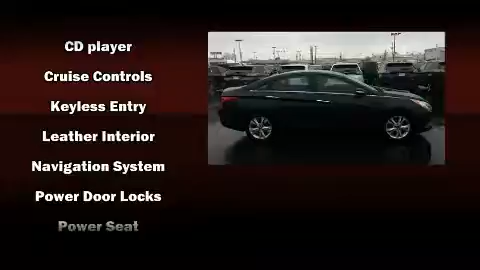 CD player
Cruise Controls
Keyless Entry
Leather Interior
Navigation System
Power Door Locks
Power Seat